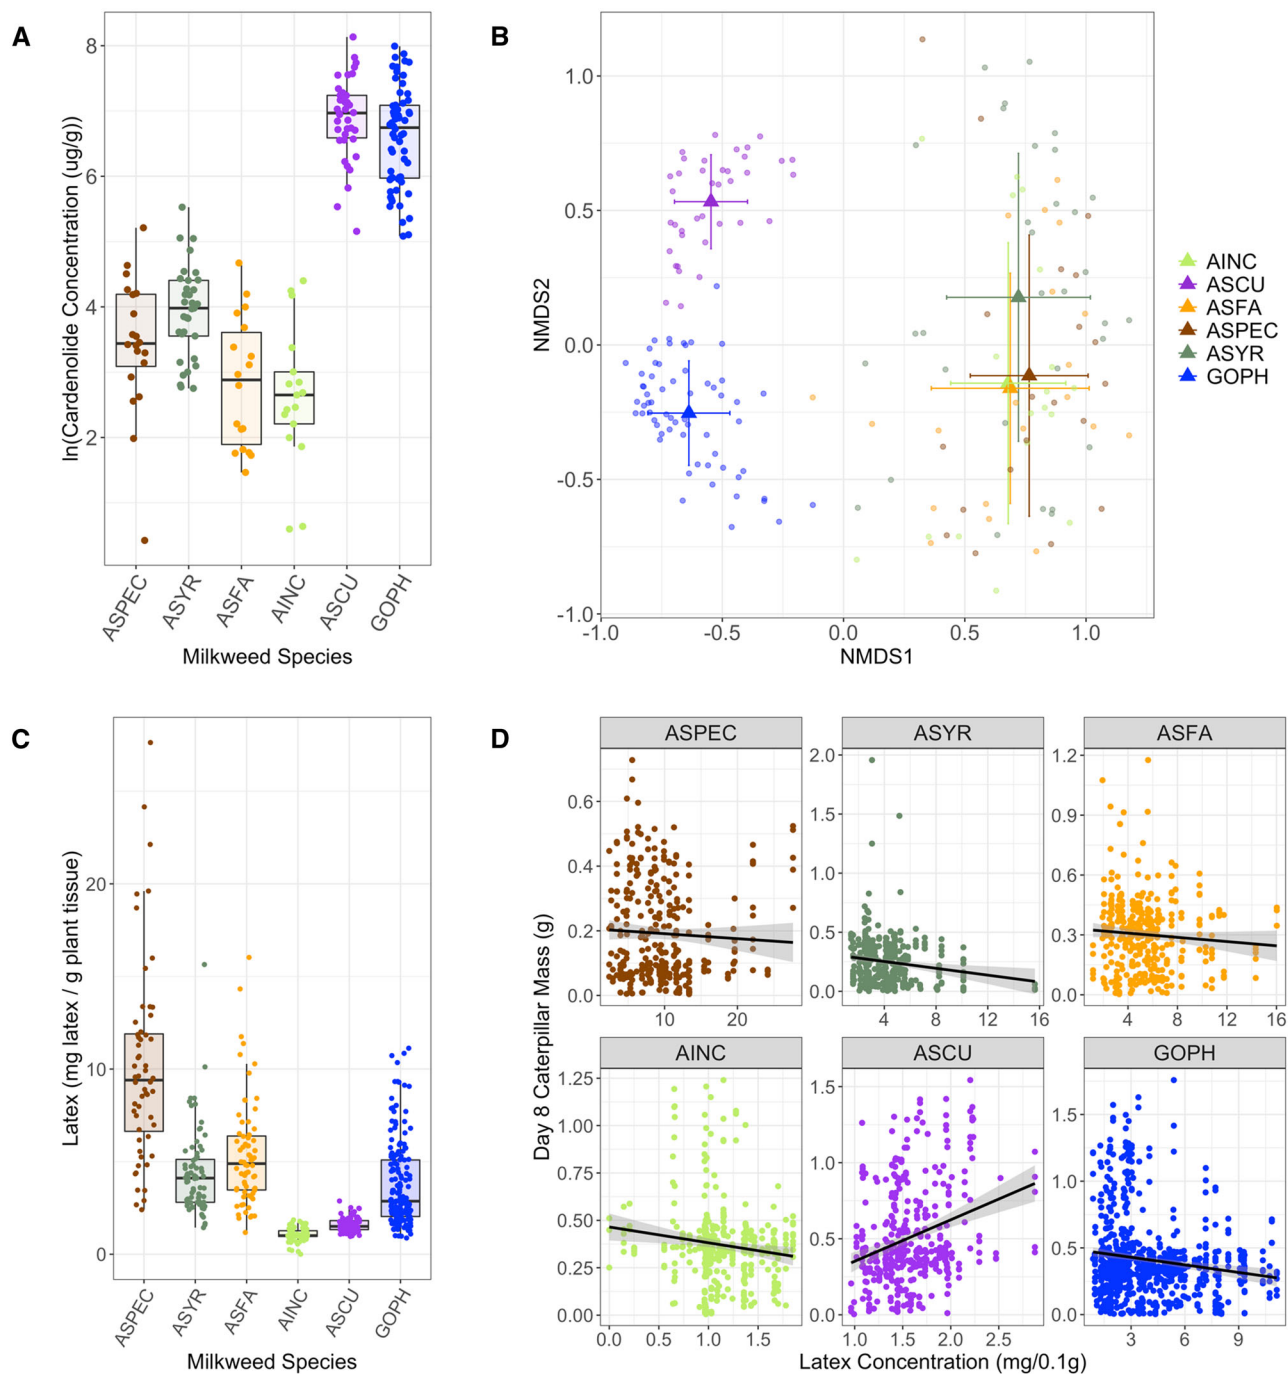 A
ln(Cardenolide Concentration (ug/g))
8
6
4
2
ASPEC
ASYR
ASFA
AINC
ASCU
GOPH
Milkweed Species
B
NMDS2
1.0
0.5
0.0
-0.5
-1.0
-1.0
-0.5
0.0
0.5
1.0
NMDS1
AINC
ASCU
ASFA
ASPEC
ASYR
GOPH
C
Latex (mg latex / g plant tissue)
20
10
0
ASPEC
ASYR
ASFA
AINC
ASCU
GOPH
Milkweed Species
D
Day 8 Caterpillar Mass (g)
ASPEC
0.6
0.4
0.2
0.0
10
20
ASYR
2.0
1.5
1.0
0.5
0.0
4
8
12
16
ASFA
1.2
0.9
0.6
0.3
0.0
4
8
12
16
AINC
1.25
1.00
0.75
0.50
0.25
0.00
0.0
0.5
1.0
1.5
ASCU
1.5
1.0
0.5
0.0
1.0
1.5
2.0
2.5
GOPH
1.5
1.0
0.5
0.0
3
6
9
Latex Concentration (mg/0.1g)